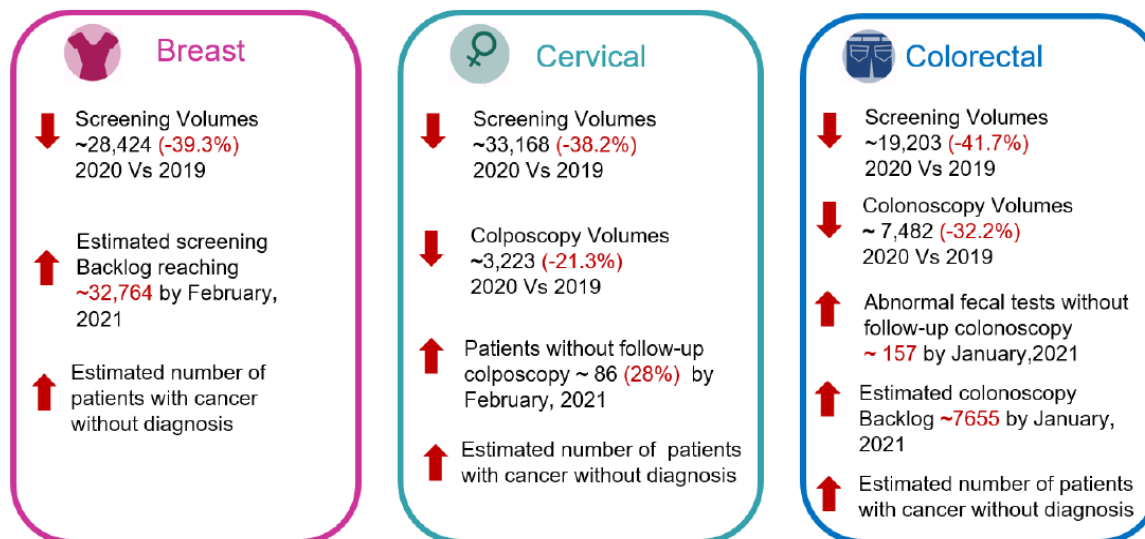 Breast
Screening Volumes
~28,424 (-39.3%)
2020 Vs 2019
Estimated screening
Backlog reaching
~32,764 by February,
2021
Estimated number of
patients with cancer
without diagnosis
Cervical
Screening Volumes
~33,168 (-38.2%)
2020 Vs 2019
Colposcopy Volumes
~3,223 (-21.3%)
2020 Vs 2019
Patients without follow-up
colposcopy ~ 86 (28%) by
February, 2021
Estimated number of patients
with cancer without diagnosis
Colorectal
Screening Volumes
~19,203 (-41.7%)
2020 Vs 2019
Colonoscopy Volumes
~ 7,482 (-32.2%)
2020 Vs 2019
Abnormal fecal tests without
follow-up colonoscopy
~ 157 by January,2021
Estimated colonoscopy
Backlog ~7655 by January,
2021
Estimated number of patients
with cancer without diagnosis